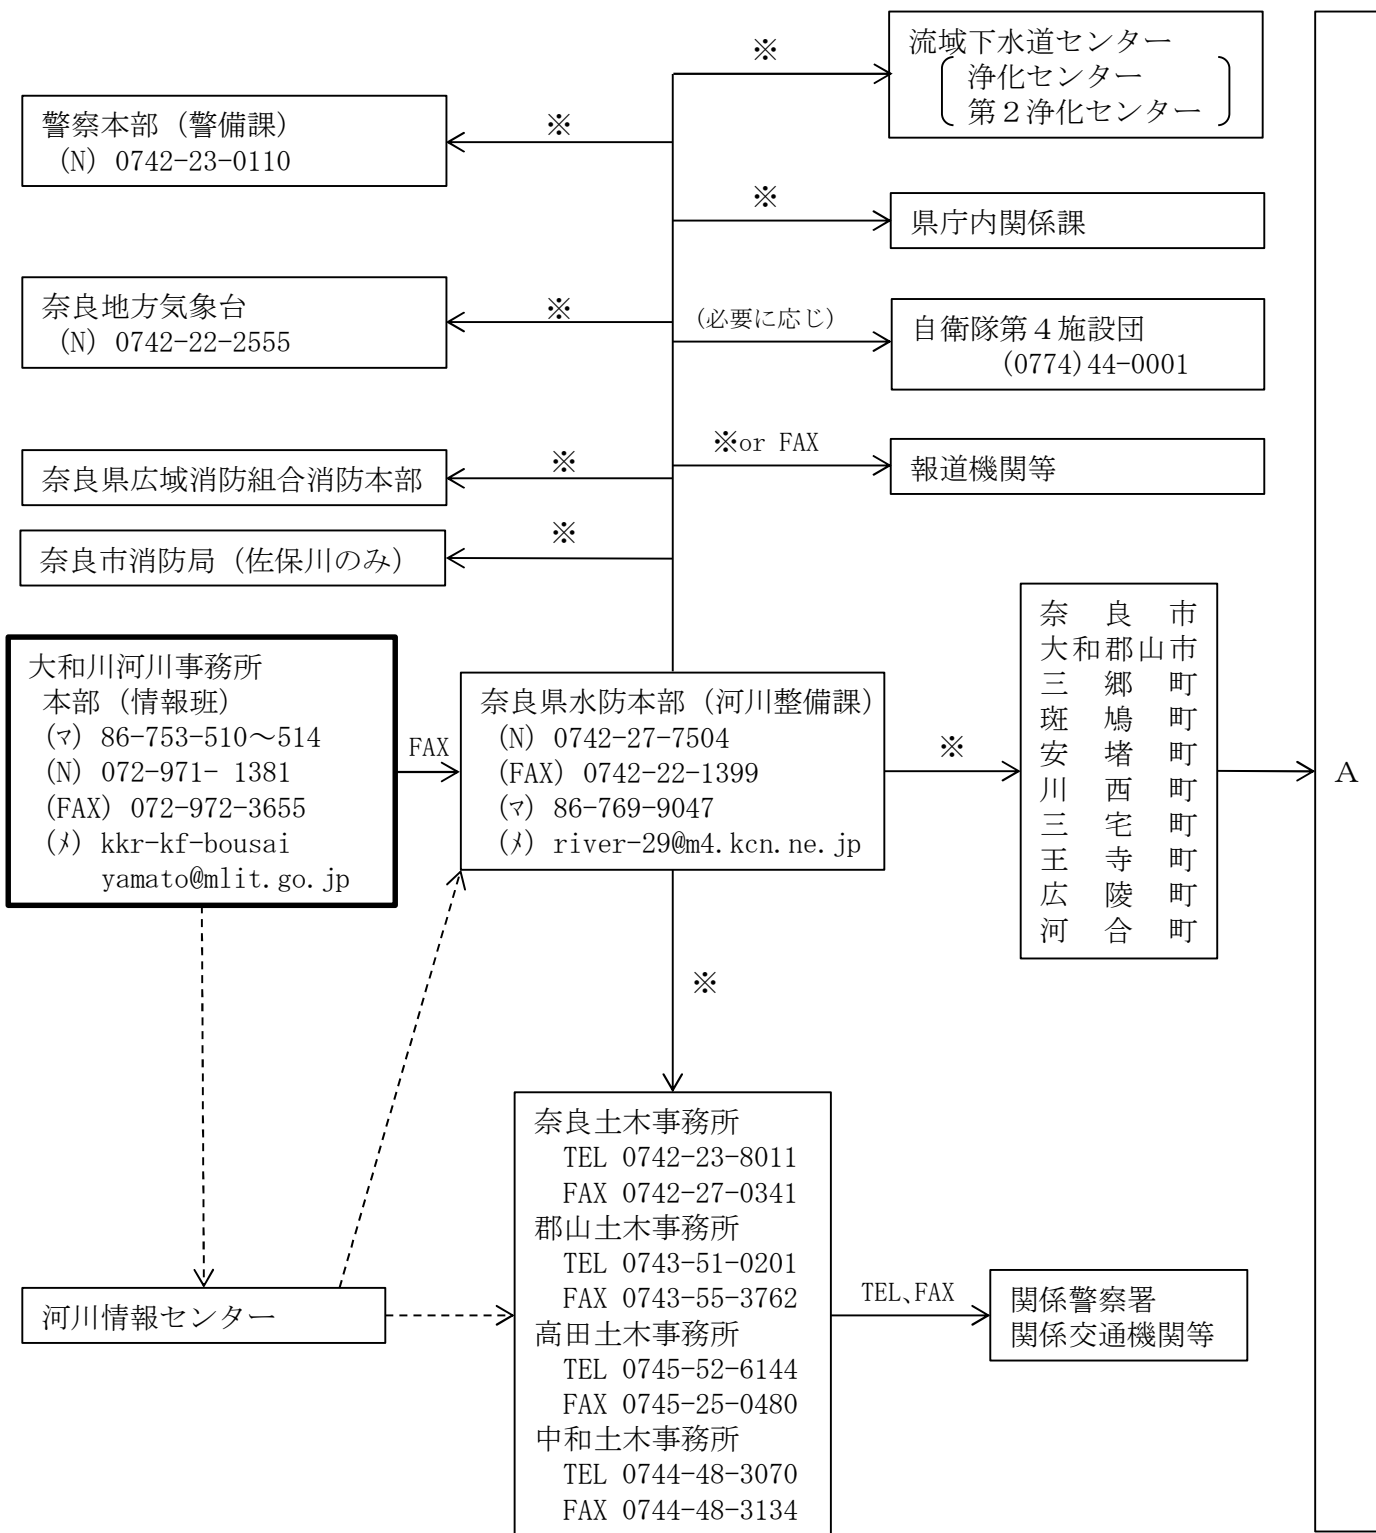 ※
流域下水道センター
浄化センター
第２浄化センター
警察本部（警備課）
(N) 0742-23-0110
※
※
県庁内関係課
奈良地方気象台
(N) 0742-22-2555
※
(必要に応じ)
自衛隊第４施設団
(0774)44-0001
※or FAX
報道機関等
奈良県広域消防組合消防本部
※
奈良市消防局（佐保川のみ）
※
大和川河川事務所
本部（情報班）
(ﾏ) 86-753-510～514
(N) 072-971- 1381
(FAX) 072-972-3655
(ﾒ) kkr-kf-bousai
yamato@mlit.go.jp
FAX
奈良県水防本部（河川整備課）
(N) 0742-27-7504
(FAX) 0742-22-1399
(ﾏ) 86-769-9047
(ﾒ) river-29@m4.kcn.ne.jp
※
奈　良　市
大和郡山市
三　郷　町
斑　鳩　町
安　堵　町
川　西　町
三　宅　町
王　寺　町
広　陵　町
河　合　町
A
※
奈良土木事務所
TEL 0742-23-8011
FAX 0742-27-0341
郡山土木事務所
TEL 0743-51-0201
FAX 0743-55-3762
高田土木事務所
TEL 0745-52-6144
FAX 0745-25-0480
中和土木事務所
TEL 0744-48-3070
FAX 0744-48-3134
河川情報センター
TEL、FAX
関係警察署
関係交通機関等